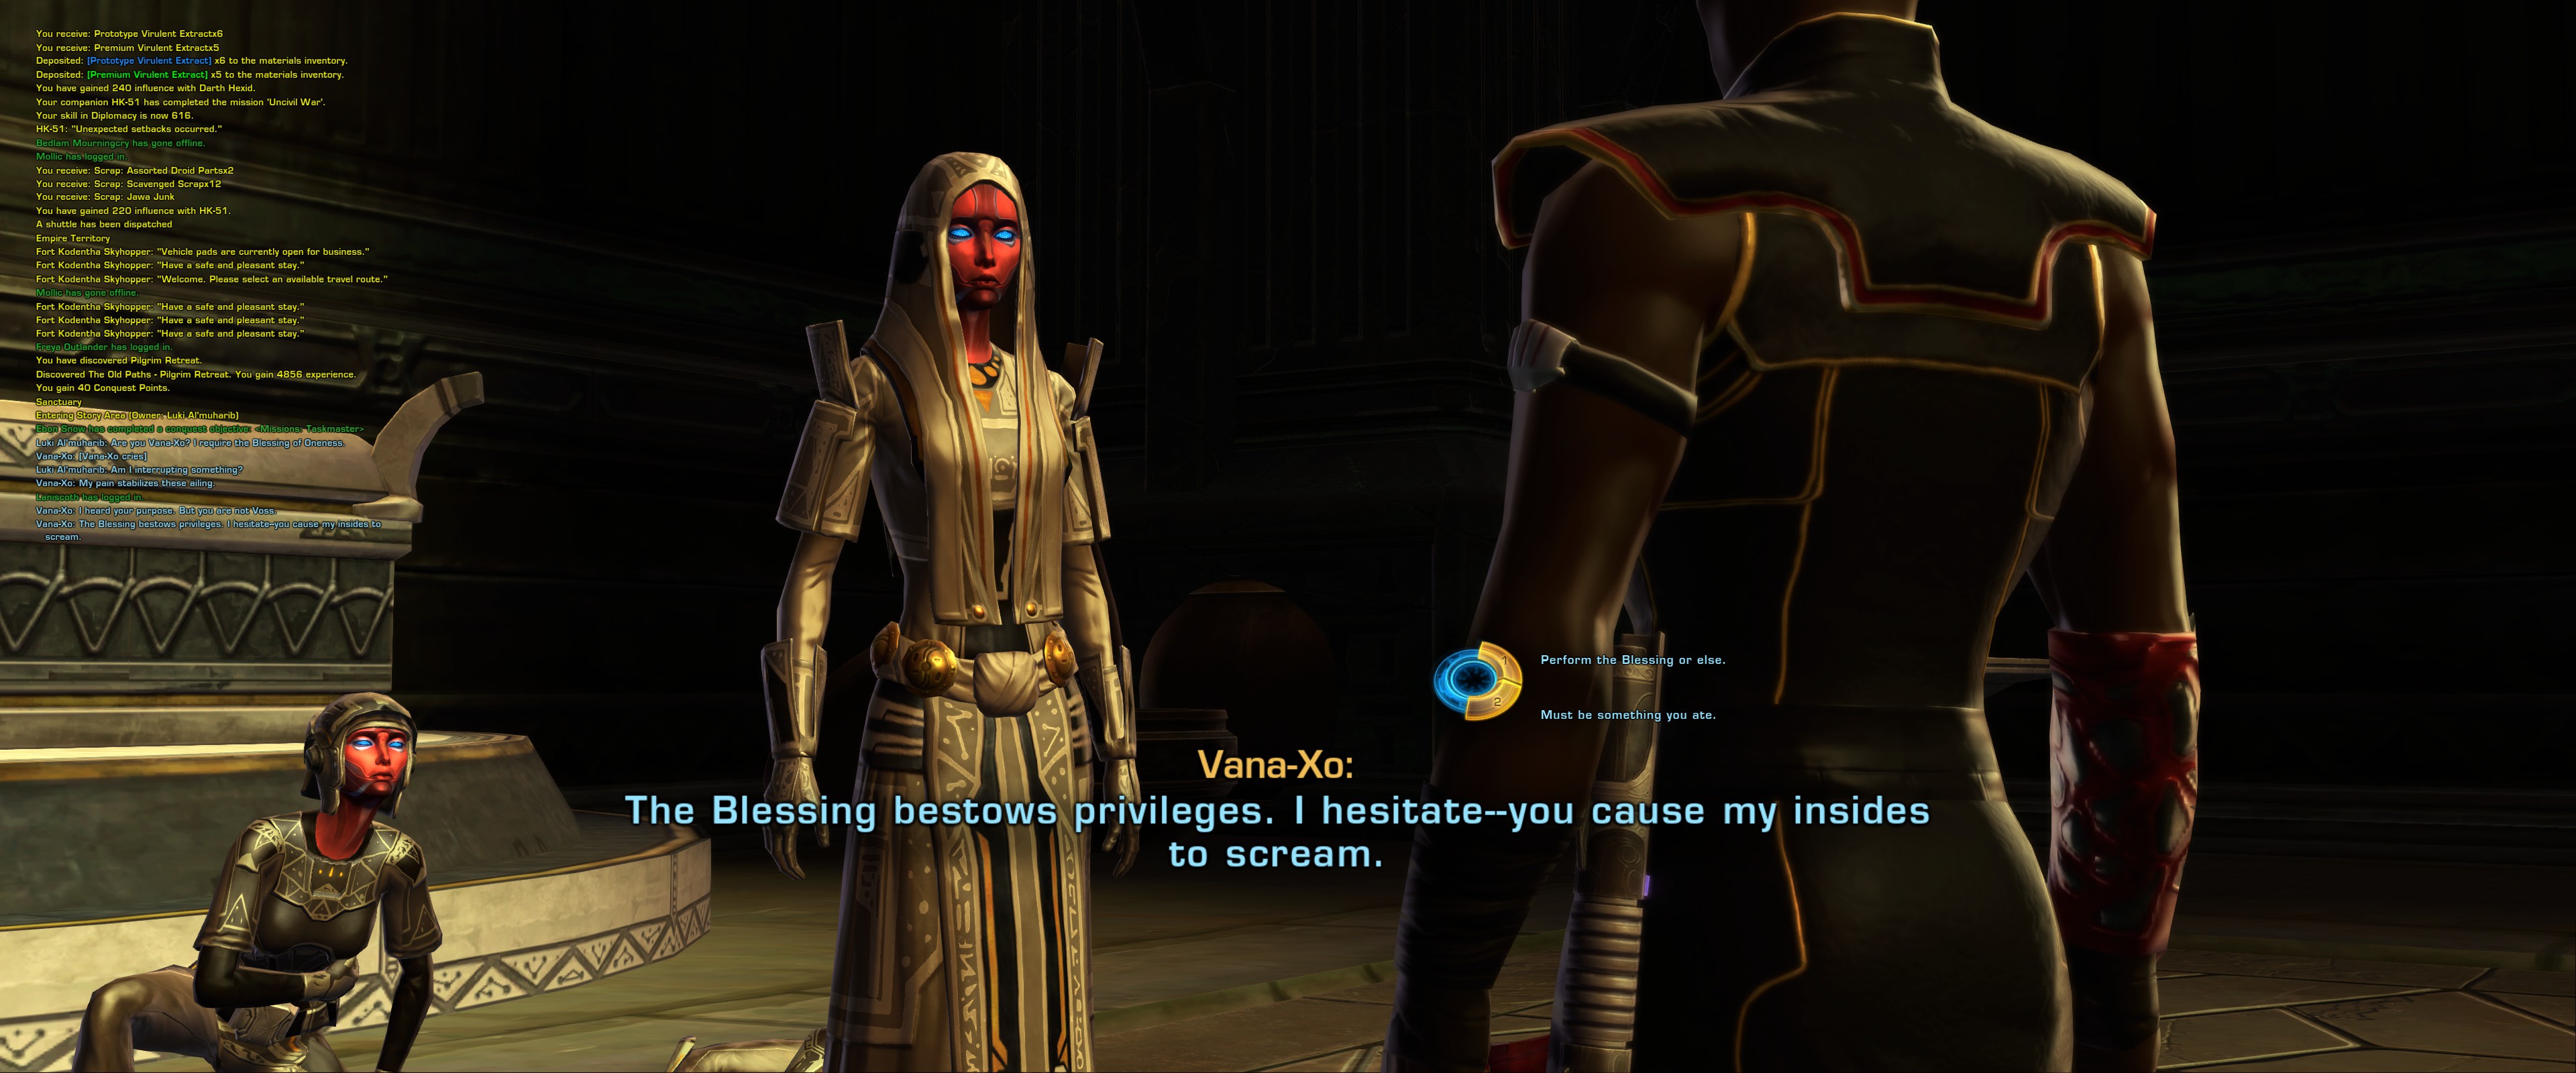 You receive: Prototype Virulent Extractx6
You receive: Premium Virulent Extractx5
Deposited: [Prototype Virulent Extract] x6 to the materials inventory.
Deposited: [Premium Virulent Extract] x5 to the materials inventory.
You have gained 240 influence with Darth Hexid.
Your companion HK-51 has completed the mission 'Uncivil War'.
Your skill in Diplomacy is now 616.
HK-51: "Unexpected setbacks occurred."
Bedlam Mourningcry has gone offline.
Mollic has logged in.
You receive: Scrap: Assorted Droid Partsx2
You receive: Scrap: Scavenged Scrapx12
You receive: Scrap: Jawa Junk
You have gained 220 influence with HK-51.
A shuttle has been dispatched
Empire Territory
Fort Kodentha Skyhopper: "Vehicle pads are currently open for business."
Fort Kodentha Skyhopper: "Have a safe and pleasant stay."
Fort Kodentha Skyhopper: "Welcome. Please select an available travel route."
Mollic has gone offline.
Fort Kodentha Skyhopper: "Have a safe and pleasant stay."
Fort Kodentha Skyhopper: "Have a safe and pleasant stay."
Fort Kodentha Skyhopper: "Have a safe and pleasant stay."
Freya Outlander has logged in.
You have discovered Pilgrim Retreat.
Discovered The Old Paths - Pilgrim Retreat. You gain 4856 experience.
You gain 40 Conquest Points.
Sanctuary
Entering Story Area (Owner: Luki Al'muharib)
Ebon Snow has completed a conquest objective: <Missions: Taskmaster>
Luki Al'muharib: Are you Vana-Xo? I require the Blessing of Oneness.
Vana-Xo: [Vana-Xo cries]
Luki Al'muharib: Am I interrupting something?
Vana-Xo: My pain stabilizes these ailing.
Laniscoth has logged in.
Vana-Xo: I heard your purpose. But you are not Voss.
Vana-Xo: The Blessing bestows privileges. I hesitate--you cause my insides to
scream.
1
Perform the Blessing or else.
2
Must be something you ate.
Vana-Xo:
The Blessing bestows privileges. I hesitate--you cause my insides
to scream.